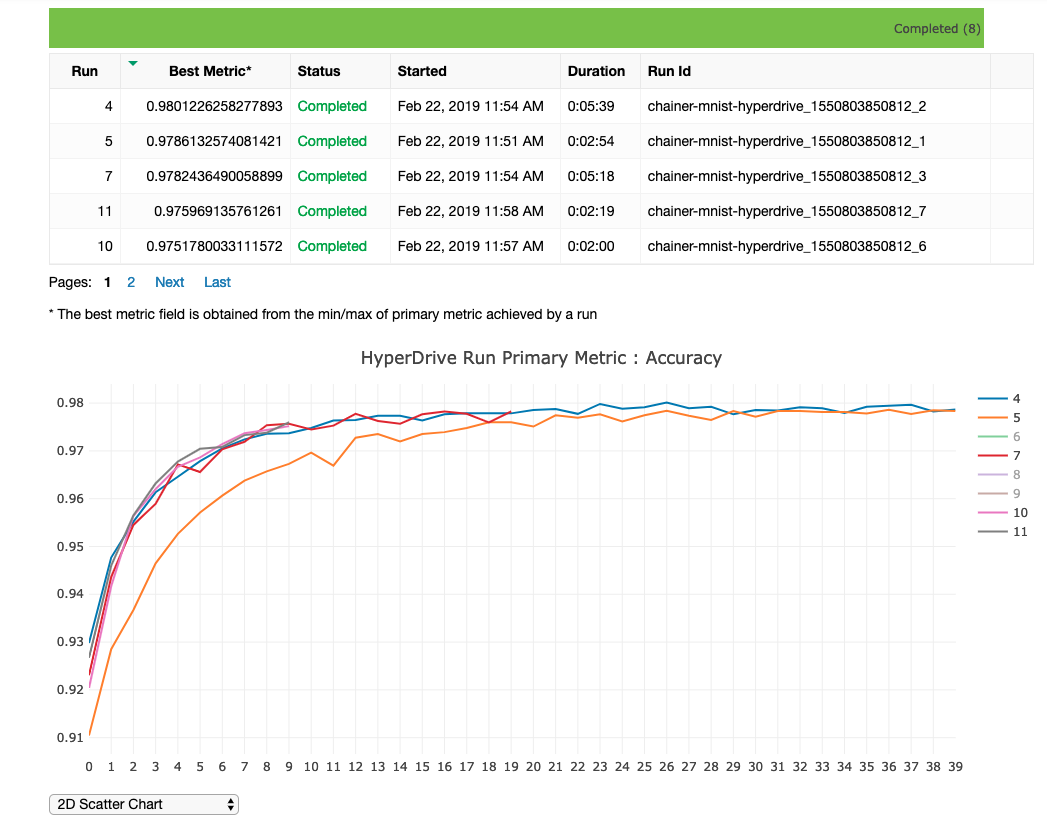 Completed (8)
Run Best Metric* Status Started Duration Run Id
4 0.9801226258277893 Completed Feb 22, 2019 11:54 AM 0:05:39 chainer-mnist-hyperdrive_1550803850812_2
5 0.9786132574081421 Completed Feb 22, 2019 11:51 AM 0:02:54 chainer-mnist-hyperdrive_1550803850812_1
7 0.9782436490058899 Completed Feb 22, 2019 11:54 AM 0:05:18 chainer-mnist-hyperdrive_1550803850812_3
11 0.975969135761261 Completed Feb 22, 2019 11:58 AM 0:02:19 chainer-mnist-hyperdrive_1550803850812_7
10 0.9751780033111572 Completed Feb 22, 2019 11:57 AM 0:02:00 chainer-mnist-hyperdrive_1550803850812_6
Pages: 1 2 Next Last
* The best metric field is obtained from the min/max of primary metric achieved by a run
HyperDrive Run Primary Metric : Accuracy
0.98
0.97
0.96
0.95
0.94
0.93
0.92
0.91
0 1 2 3 4 5 6 7 8 9 10 11 12 13 14 15 16 17 18 19 20 21 22 23 24 25 26 27 28 29 30 31 32 33 34 35 36 37 38 39
4
5
6
7
8
9
10
11
2D Scatter Chart